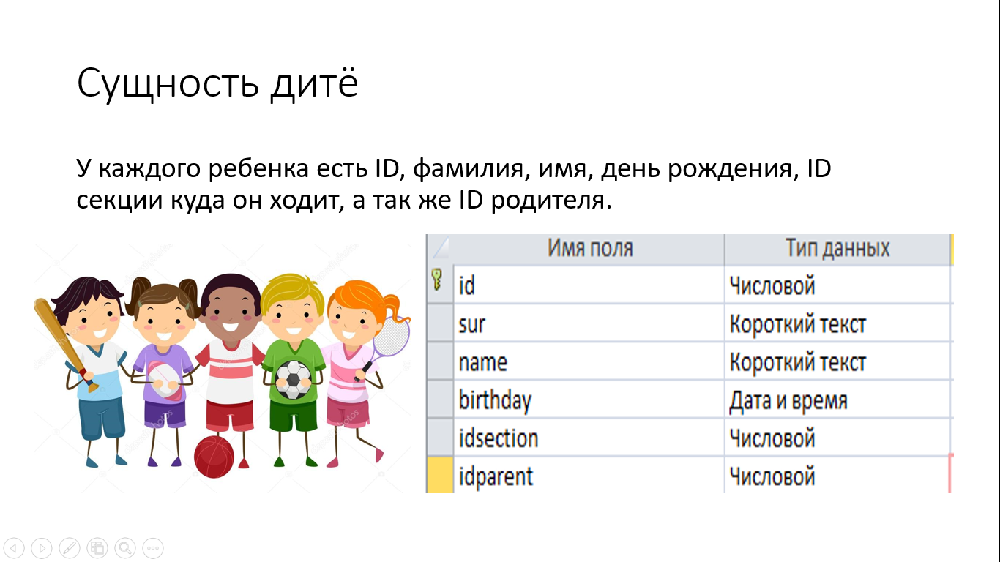 Сущность дитё
У каждого ребенка есть ID, фамилия, имя, день рождения, ID
секции куда он ходит, а так же ID родителя.
Имя поля Тип данных
id Числовой
sur Короткий текст
name Короткий текст
birthday Дата и время
idsection Числовой
idparent Числовой